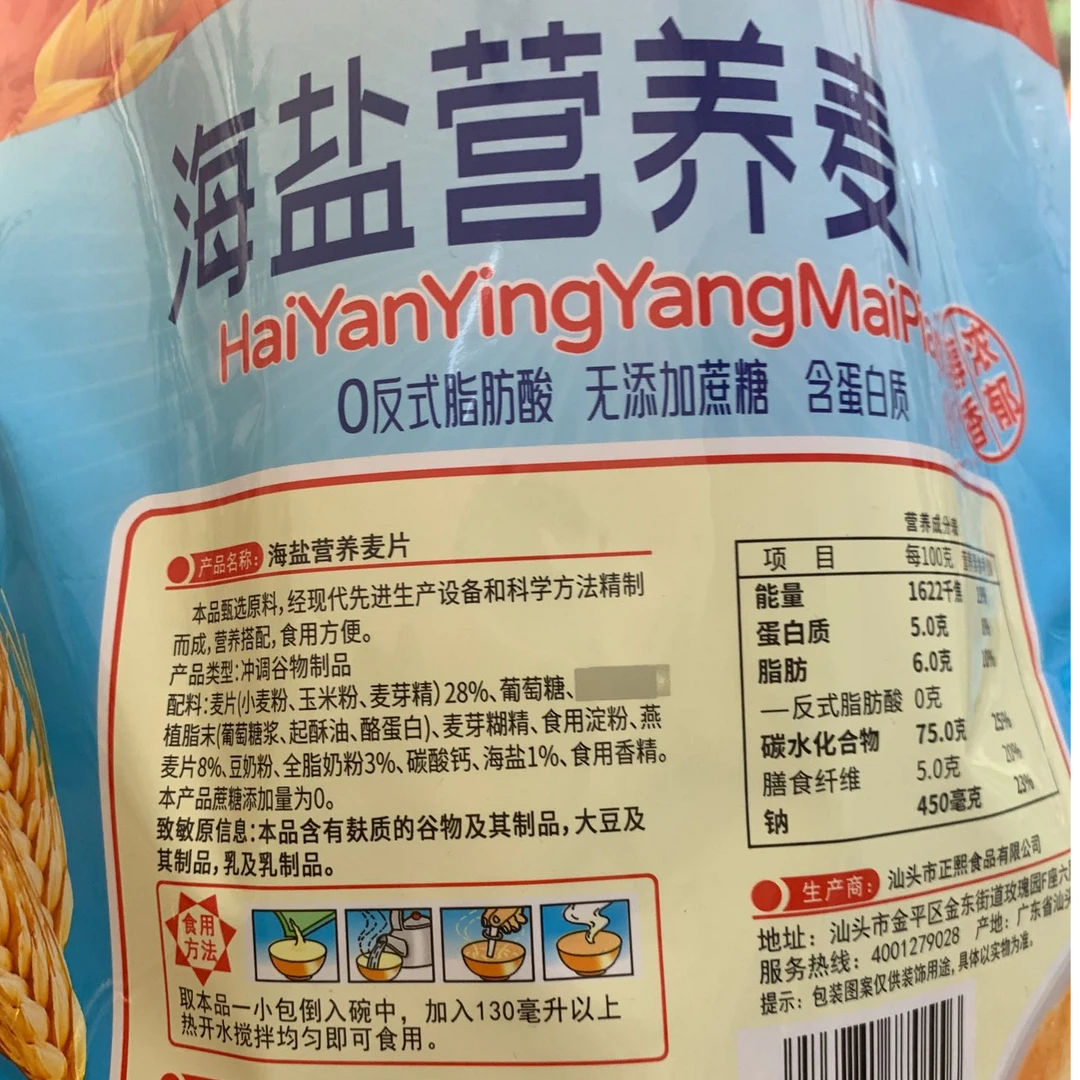 海盐营养麦
HaiYanYingYangMaiPia
0反式脂肪酸 无添加蔗糖 含蛋白质
浓郁
香
产品名称: 海盐营养麦片
本品甄选原料,经现代先进生产设备和科学方法精制
而成,营养搭配,食用方便。
产品类型:冲调谷物制品
配料:麦片(小麦粉、玉米粉、麦芽精)28%、葡萄糖、
植脂末(葡萄糖浆、起酥油、酪蛋白)、麦芽糊精、食用淀粉、燕
麦片8%、豆奶粉、全脂奶粉3%、碳酸钙、海盐1%、食用香精。
本产品蔗糖添加量为0。
致敏原信息:本品含有麸质的谷物及其制品,大豆及
其制品,乳及乳制品。
食用
方法
取本品一小包倒入碗中，加入130毫升以上
热开水搅拌均匀即可食用。
营养成分表
项 目 每100克
能量 1622千焦
蛋白质 5.0克 8%
脂肪 6.0克 10%
—反式脂肪酸 0克
碳水化合物 75.0克 25%
膳食纤维 5.0克 20%
钠 450毫克 23%
生产商: 汕头市正熙食品有限公司
地址：汕头市金平区金东街道玫瑰园F座六
服务热线：4001279028 产地：广东省汕头
提示：包装图案仅供装饰用途,具体以实物为准。